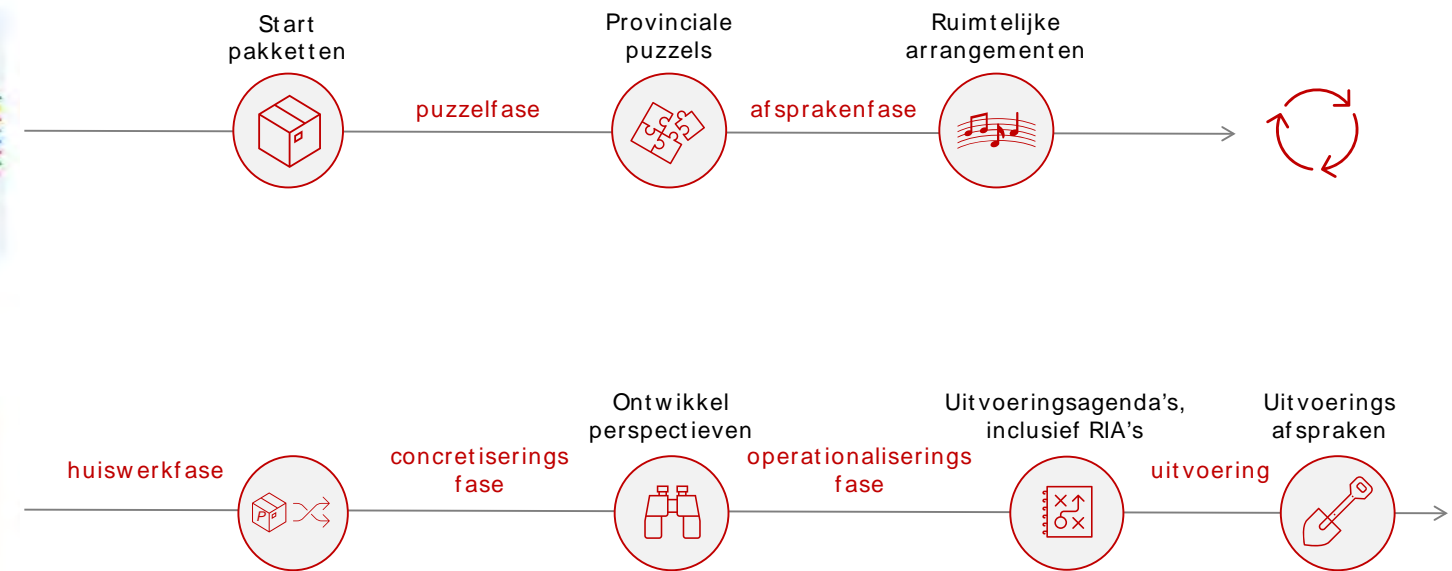 Start
pakketten
Provinciale
puzzels
Ruimtelijke
arrangementen
puzzelfase
afsprakenfase
Ontwikkel
perspectieven
Uitvoeringsagenda's,
inclusief RIA's
Uitvoerings
afspraken
huiswerkfase
concretiserings
fase
operationaliserings
fase
uitvoering
P